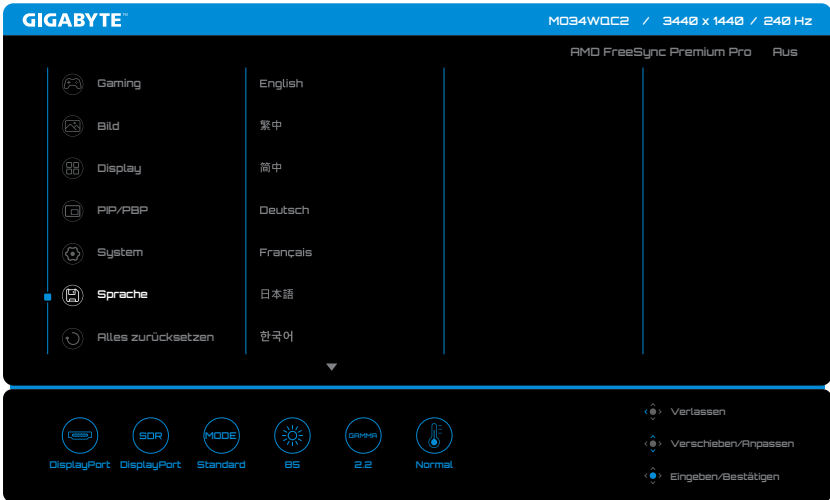 GIGABYTE™
MO34WQC2 / 3440 x 1440 / 240 Hz
AMD FreeSync Premium Pro Aus
Gaming English
Bild 繁中
Display 简中
PIP/PBP Deutsch
System Français
Sprache 日本語
Alles zurücksetzen 한국어
Verlassen
SDR MODE GAMMA
Verschieben/Anpassen
DisplayPort DisplayPort Standard 85 2.2 Normal
Eingeben/Bestätigen